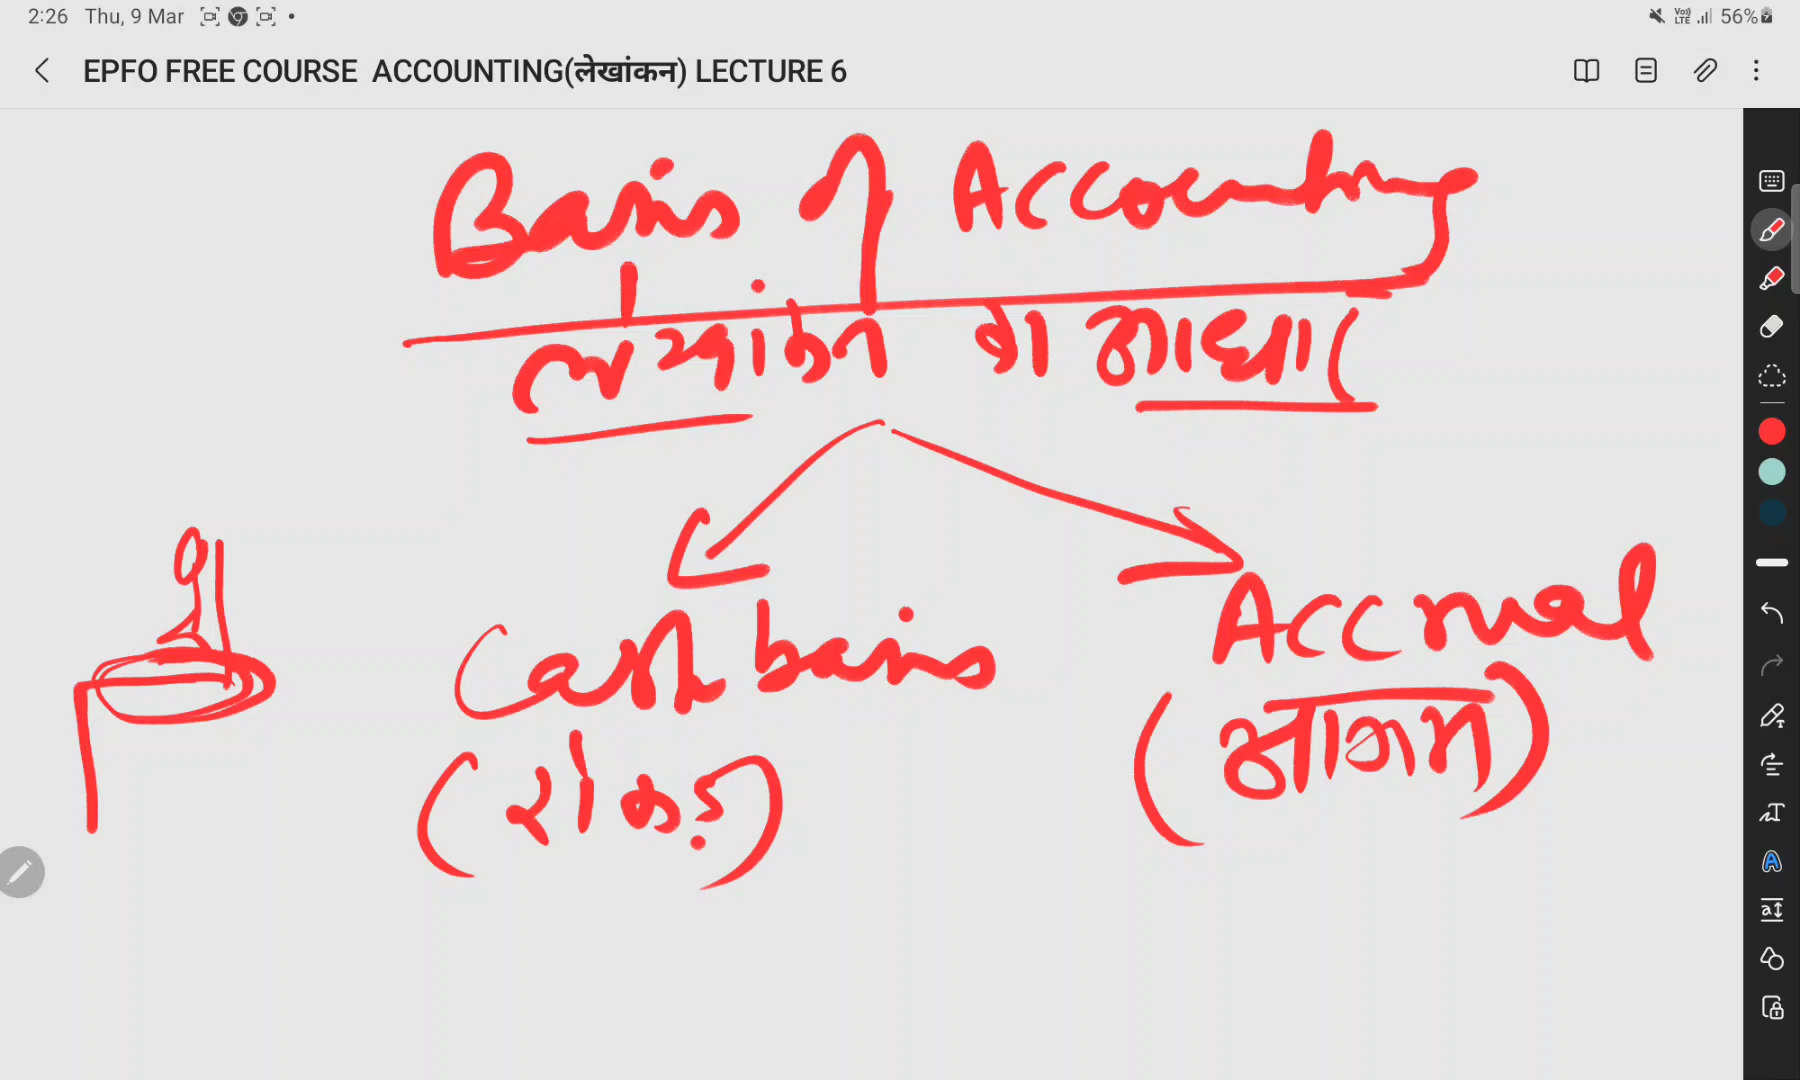 2:26 Thu, 9 Mar
56%
EPFO FREE COURSE ACCOUNTING(लेखांकन) LECTURE 6
Basis of Accounting
लेखांकन का आधार
Cash basis
Accrual
(रोकड़)
(आगम)